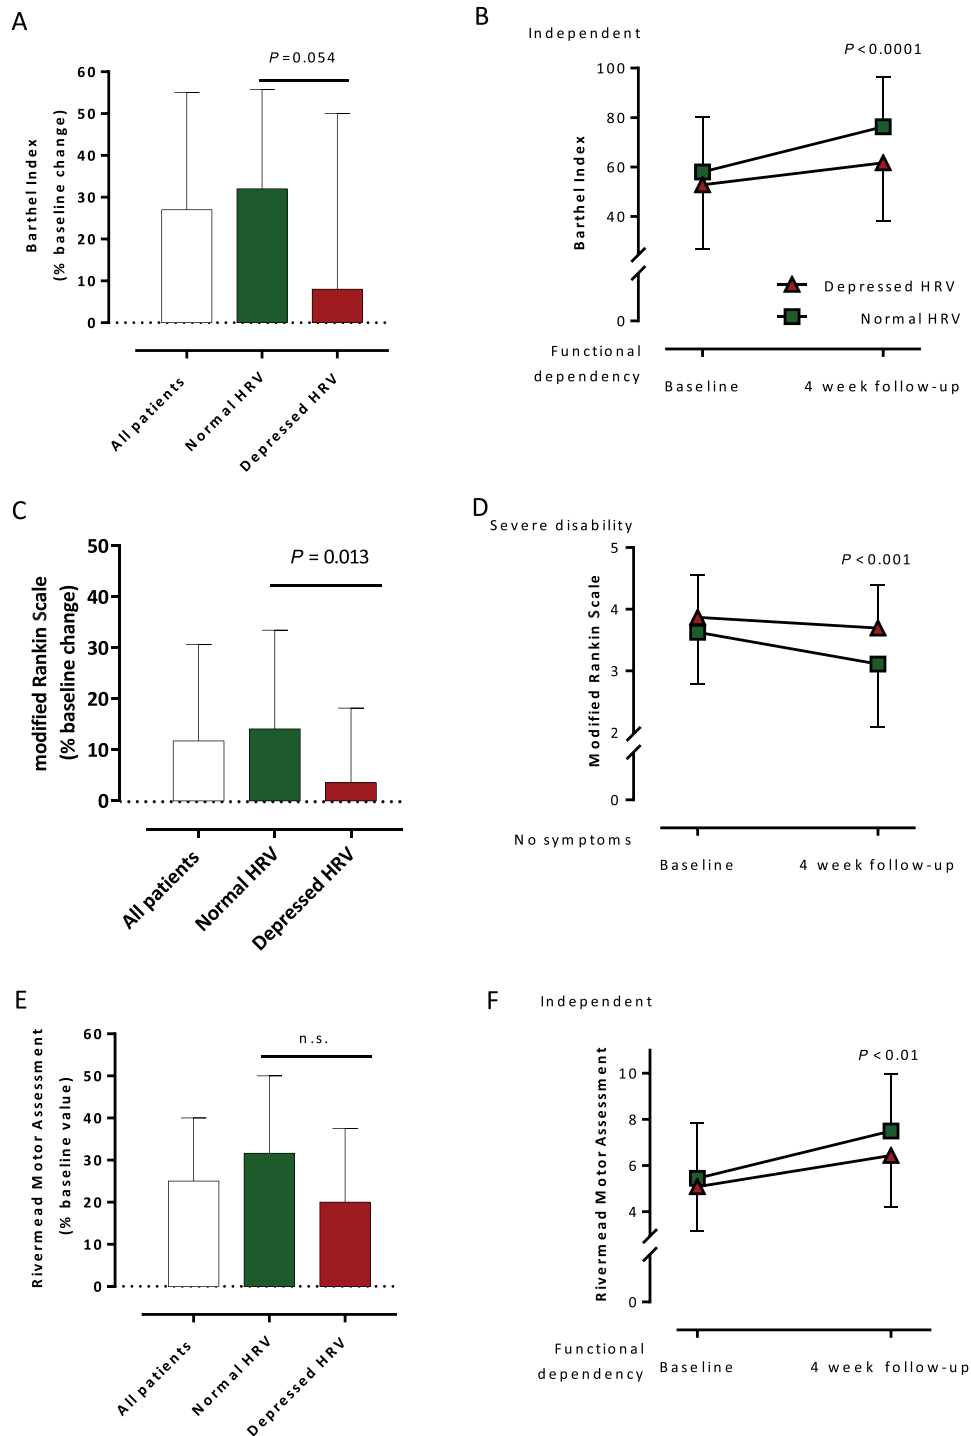 A
P=0.054
Barthel Index
(% baseline change)
60
50
40
30
20
10
0
All patients
Normal HRV
Depressed HRV
B
Independent
P<0.0001
Barthel Index
100
80
60
40
0
Depressed HRV
Normal HRV
Functional
dependency
Baseline
4 week follow-up
C
P = 0.013
modified Rankin Scale
(% baseline change)
50
40
30
20
10
0
All patients
Normal HRV
Depressed HRV
D
Severe disability
P<0.001
Modified Rankin Scale
5
4
3
2
0
No symptoms
Baseline
4 week follow-up
E
n.s.
Rivermead Motor Assessment
(% baseline value)
60
50
40
30
20
10
0
All patients
Normal HRV
Depressed HRV
F
Independent
P<0.01
Rivermead Motor Assessment
10
8
6
4
0
Functional
dependency
Baseline
4 week follow-up